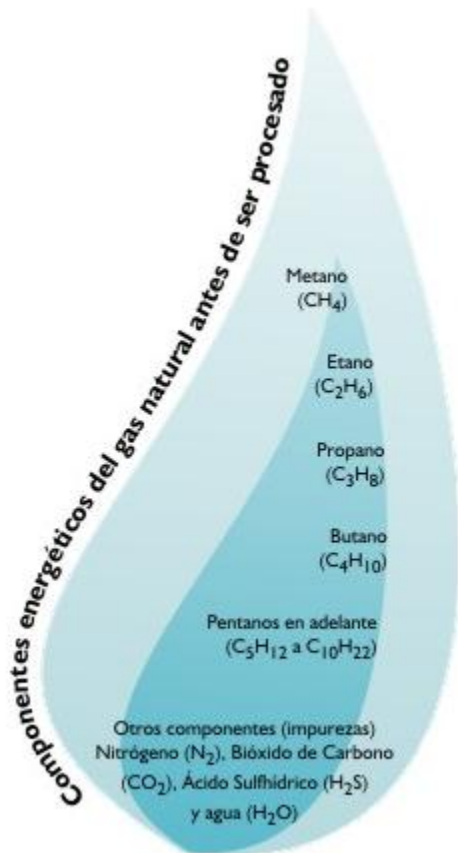 Componentes energéticos del gas natural antes de ser procesado
Metano
(CH₄)
Etano
(C₂H₆)
Propano
(C₃H₈)
Butano
(C₄H₁₀)
Pentanos en adelante
(C₅H₁₂ a C₁₀H₂₂)
Otros componentes (impurezas)
Nitrógeno (N₂), Bióxido de Carbono
(CO₂), Ácido Sulfhídrico (H₂S)
y agua (H₂O)